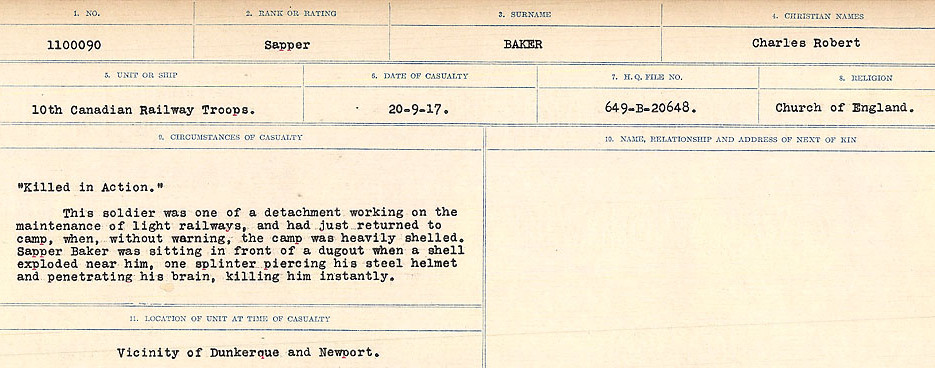 1. NO.
2. RANK OR RATING
3. SURNAME
4. CHRISTIAN NAMES
1100090
Sapper
BAKER
Charles Robert
5. UNIT OR SHIP
6. DATE OF CASUALTY
7. H.Q. FILE NO.
8. RELIGION
10th Canadian Railway Troops.
20-9-17.
649-B-20648.
Church of England.
9. CIRCUMSTANCES OF CASUALTY
10. NAME, RELATIONSHIP AND ADDRESS OF NEXT OF KIN
"Killed in Action."
This soldier was one of a detachment working on the
maintenance of light railways, and had just returned to
camp, when, without warning, the camp was heavily shelled.
Sapper Baker was sitting in front of a dugout when a shell
exploded near him, one splinter piercing his steel helmet
and penetrating his brain, killing him instantly.
11. LOCATION OF UNIT AT TIME OF CASUALTY
Vicinity of Dunkerque and Newport.